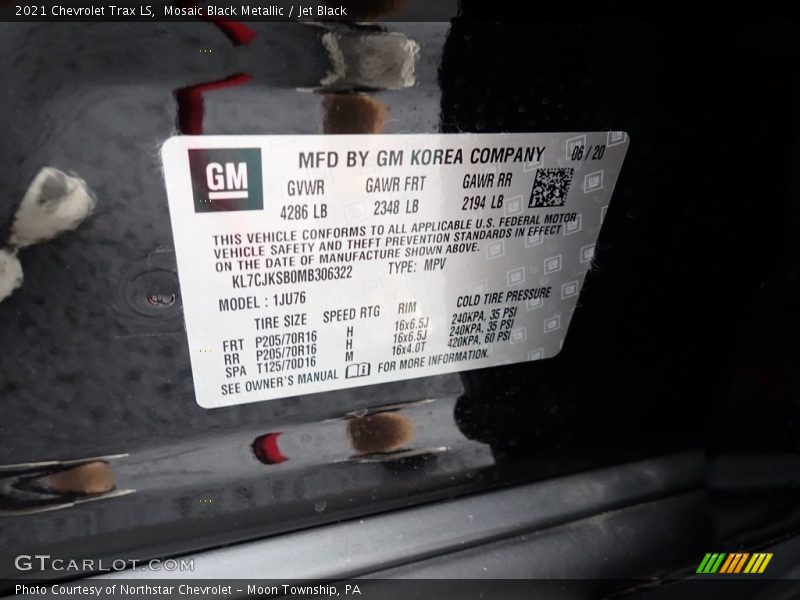 2021 Chevrolet Trax LS,  Mosaic Black Metallic / Jet Black
GM
MFD BY GM KOREA COMPANY 06 / 20
GVWR GAWR FRT GAWR RR
4286 LB 2348 LB 2194 LB
THIS VEHICLE CONFORMS TO ALL APPLICABLE U.S. FEDERAL MOTOR
VEHICLE SAFETY AND THEFT PREVENTION STANDARDS IN EFFECT
ON THE DATE OF MANUFACTURE SHOWN ABOVE.
KL7CJKSB0MB306322 TYPE: MPV
MODEL : 1JU76
TIRE SIZE SPEED RTG RIM COLD TIRE PRESSURE
FRT P205/70R16 H 16x6.5J 240KPA, 35 PSI
RR P205/70R16 H 16x6.5J 240KPA, 35 PSI
SPA T125/70D16 M 16x4.0T 420KPA, 60 PSI
SEE OWNER'S MANUAL FOR MORE INFORMATION.
GTCARLOT.COM
Photo Courtesy of Northstar Chevrolet – Moon Township, PA